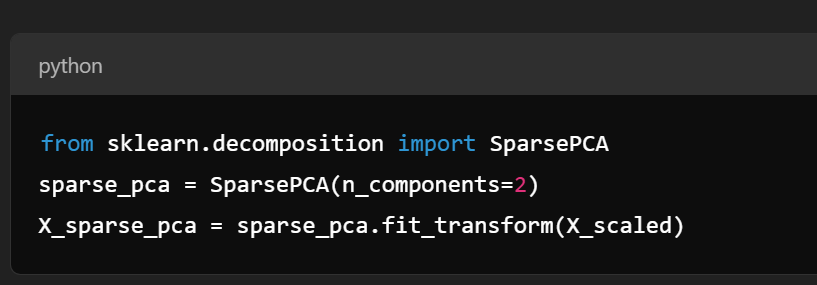 python
from sklearn.decomposition import SparsePCA
sparse_pca = SparsePCA(n_components=2)
X_sparse_pca = sparse_pca.fit_transform(X_scaled)